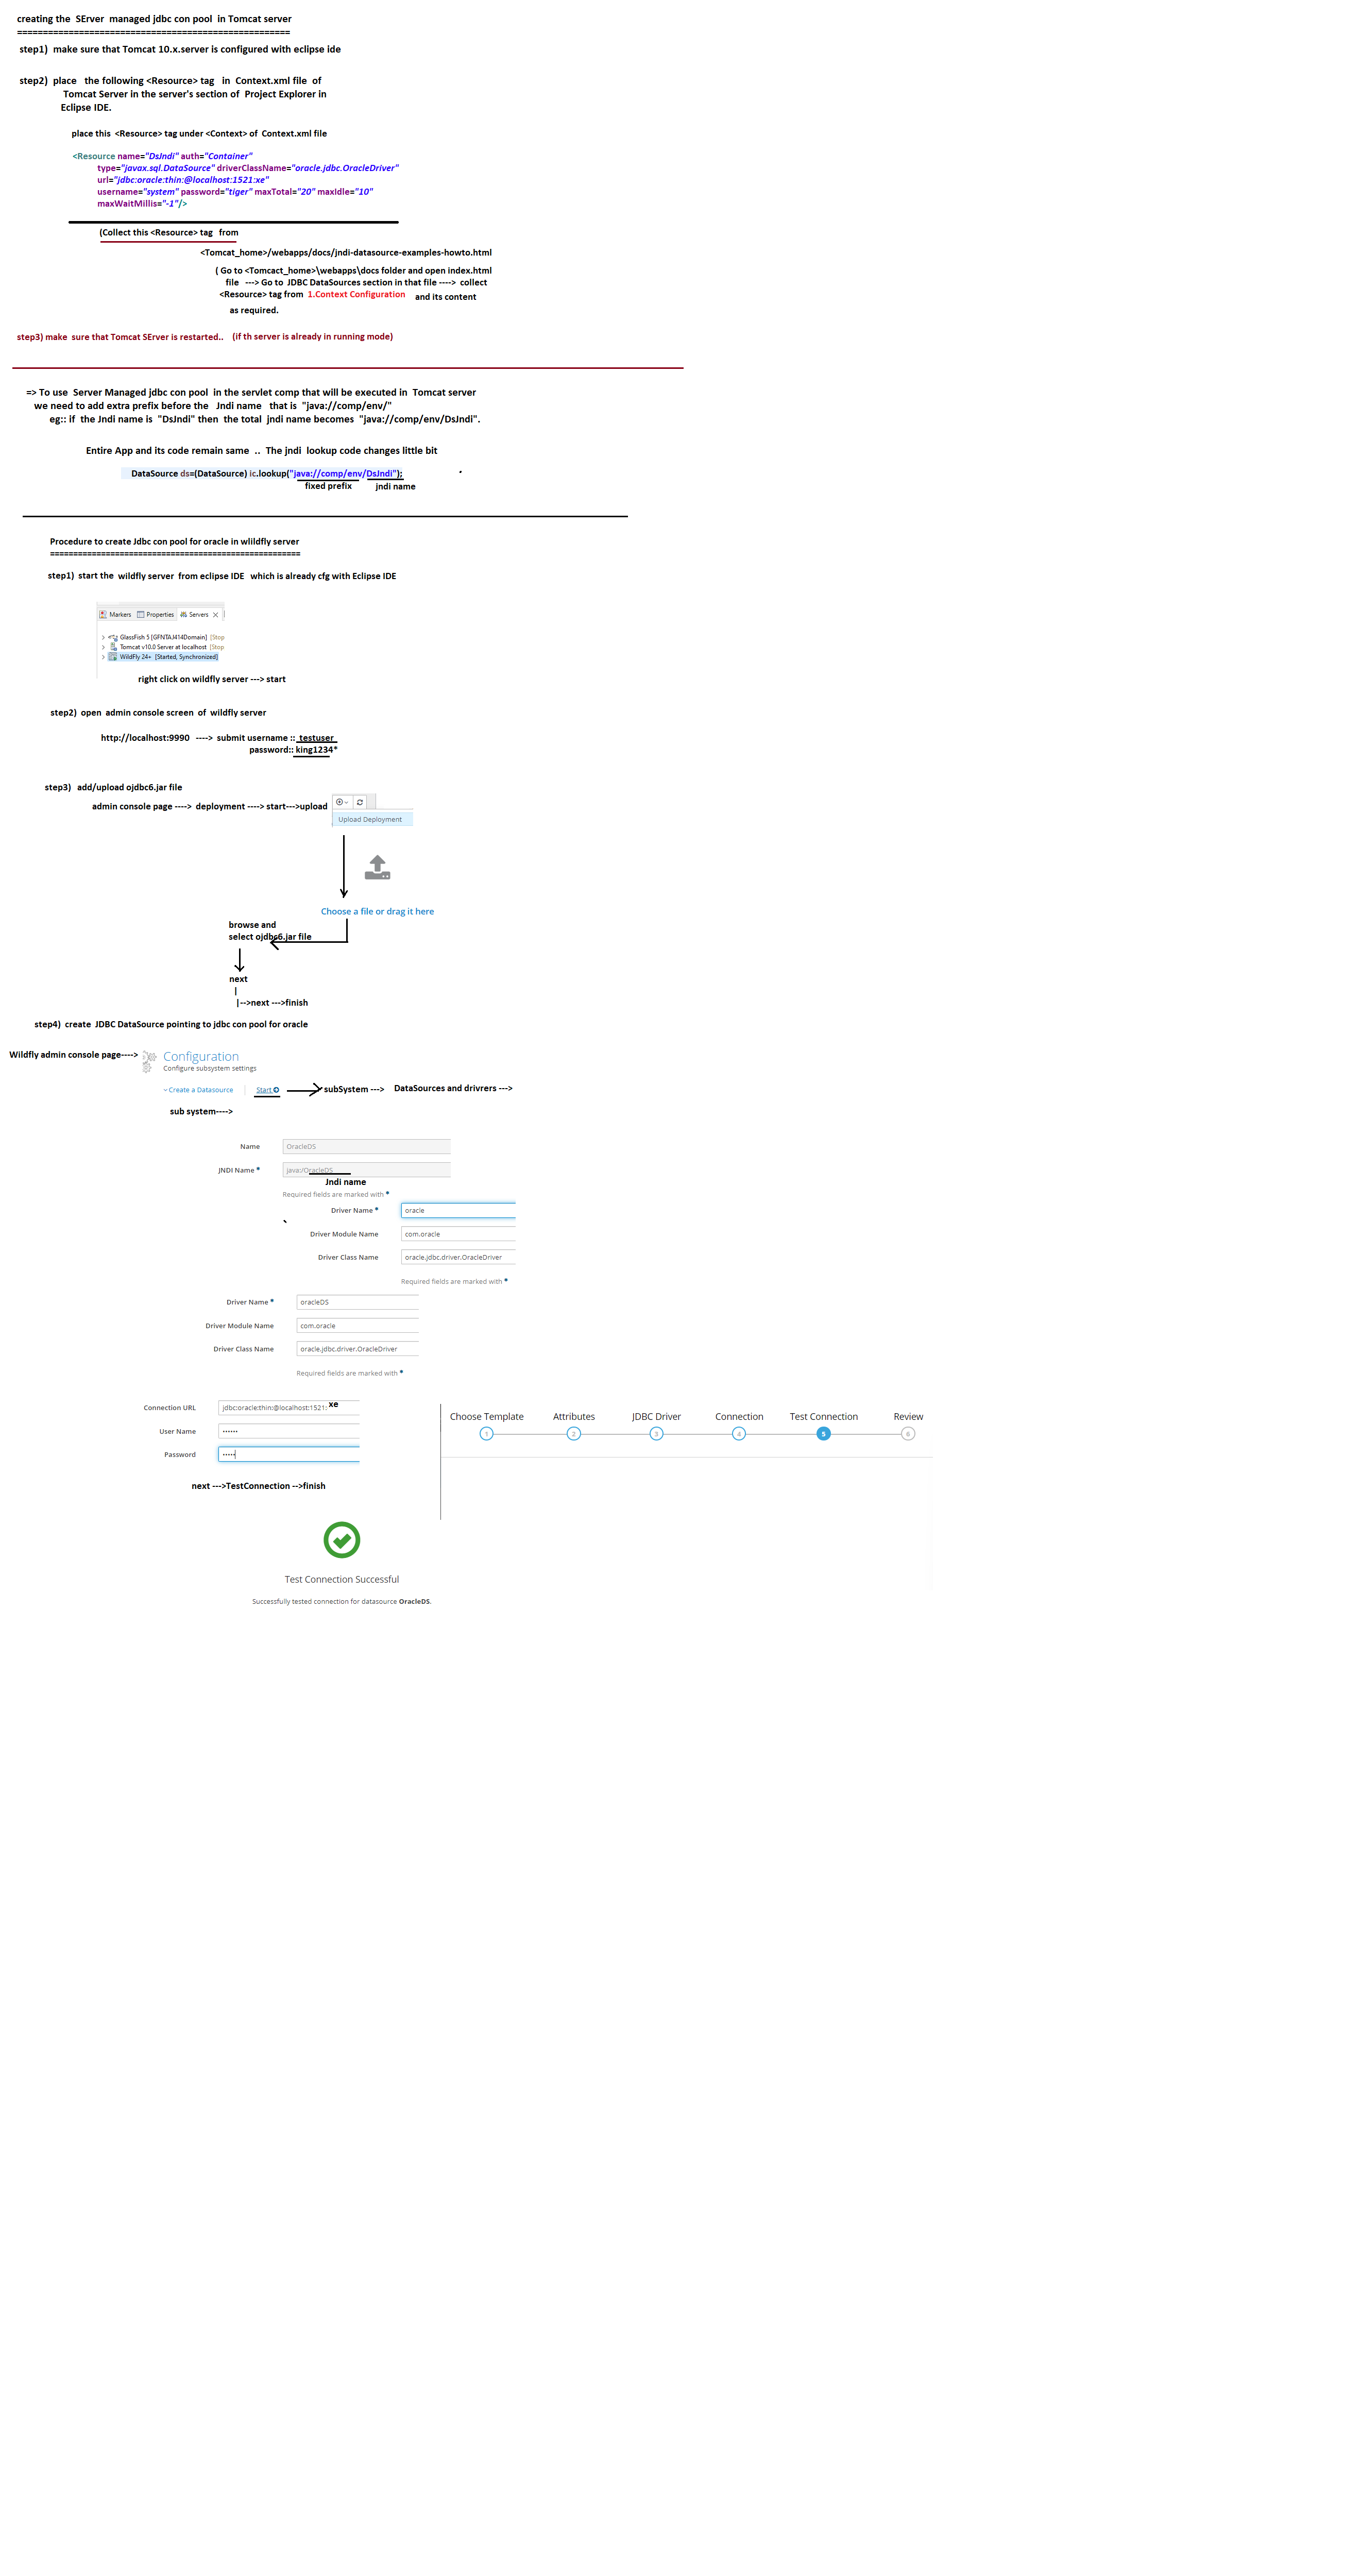 creating the SErver managed jdbc con pool in Tomcat server
=====================================================
step1) make sure that Tomcat 10.x.server is configured with eclipse ide
step2) place the following <Resource> tag in Context.xml file of
Tomcat Server in the server's section of Project Explorer in
Eclipse IDE.
place this <Resource> tag under <Context> of Context.xml file
<Resource name="DsJndi" auth="Container"
type="javax.sql.DataSource" driverClassName="oracle.jdbc.OracleDriver"
url="jdbc:oracle:thin:@localhost:1521:xe"
username="system" password="tiger" maxTotal="20" maxIdle="10"
maxWaitMillis="-1"/>
(Collect this <Resource> tag from
<Tomcat_home>/webapps/docs/jndi-datasource-examples-howto.html
( Go to <Tomcact_home>\webapps\docs folder and open index.html
file ---> Go to JDBC DataSources section in that file ----> collect
<Resource> tag from 1.Context Configuration and its content
as required.
step3) make sure that Tomcat SErver is restarted.. (if th server is already in running mode)
=> To use Server Managed jdbc con pool in the servlet comp that will be executed in Tomcat server
we need to add extra prefix before the Jndi name that is "java://comp/env/"
eg:: if the Jndi name is "DsJndi" then the total jndi name becomes "java://comp/env/DsJndi".
Entire App and its code remain same .. The jndi lookup code changes little bit
DataSource ds=(DataSource) ic.lookup("java://comp/env/DsJndi");
fixed prefix jndi name
Procedure to create Jdbc con pool for oracle in wlildfly server
=====================================================
step1) start the wildfly server from eclipse IDE which is already cfg with Eclipse IDE
Markers Properties Servers
GlassFish 5 [GFNTAJ414Domain] [Stop
Tomcat v10.0 Server at localhost [Stop
WildFly 24+ [Started, Synchronized]
right click on wildfly server ---> start
step2) open admin console screen of wildfly server
http://localhost:9990 ----> submit username :: testuser
password:: king1234*
step3) add/upload ojdbc6.jar file
admin console page ----> deployment ----> start--->upload
Upload Deployment
Choose a file or drag it here
browse and
select ojdbc6.jar file
next
|
|-->next --->finish
step4) create JDBC DataSource pointing to jdbc con pool for oracle
Wildfly admin console page---->
Configuration
Configure subsystem settings
Create a Datasource Start subSystem ---> DataSources and drivrers --->
sub system---->
Name OracleDS
JNDI Name * java:/OracleDS
Jndi name
Required fields are marked with *
Driver Name * oracle
Driver Module Name com.oracle
Driver Class Name oracle.jdbc.driver.OracleDriver
Required fields are marked with *
Driver Name * oracleDS
Driver Module Name com.oracle
Driver Class Name oracle.jdbc.driver.OracleDriver
Required fields are marked with *
Connection URL jdbc:oracle:thin:@localhost:1521: xe
User Name ••••••
Password •••••
Choose Template Attributes JDBC Driver Connection Test Connection Review
1 2 3 4 5 6
next --->TestConnection -->finish
Test Connection Successful
Successfully tested connection for datasource OracleDS.